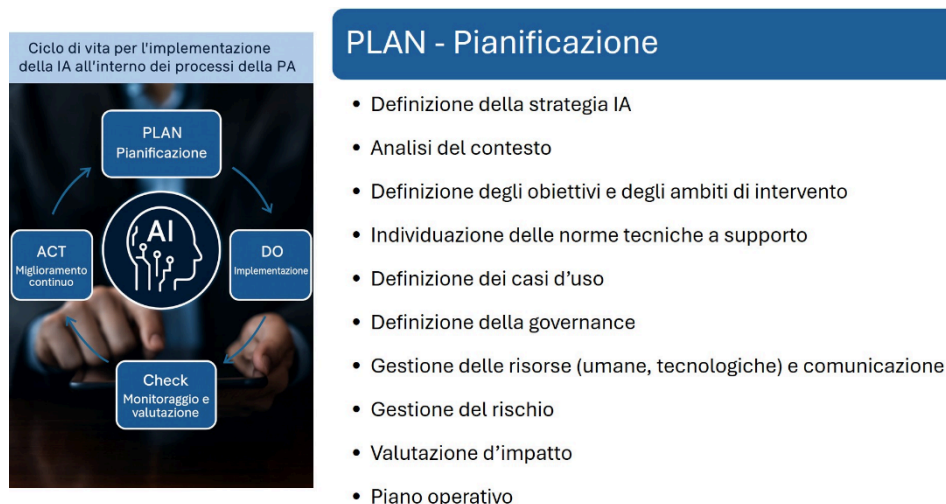 Ciclo di vita per l'implementazione
della IA all'interno dei processi della PA
PLAN
Pianificazione
AI
ACT
Miglioramento
continuo
DO
Implementazione
Check
Monitoraggio e
valutazione
PLAN - Pianificazione
• Definizione della strategia IA
• Analisi del contesto
• Definizione degli obiettivi e degli ambiti di intervento
• Individuazione delle norme tecniche a supporto
• Definizione dei casi d’uso
• Definizione della governance
• Gestione delle risorse (umane, tecnologiche) e comunicazione
• Gestione del rischio
• Valutazione d’impatto
• Piano operativo